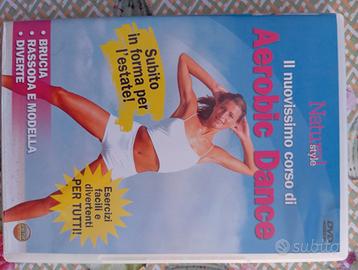 Natural
style
Il nuovissimo corso di
Aerobic Dance
Subito
in forma per
l'estate!
• BRUCIA
• RASSODA E MODELLA
• DIVERTE
Esercizi
facili e
divertenti
PER TUTTI!
DVD
subito